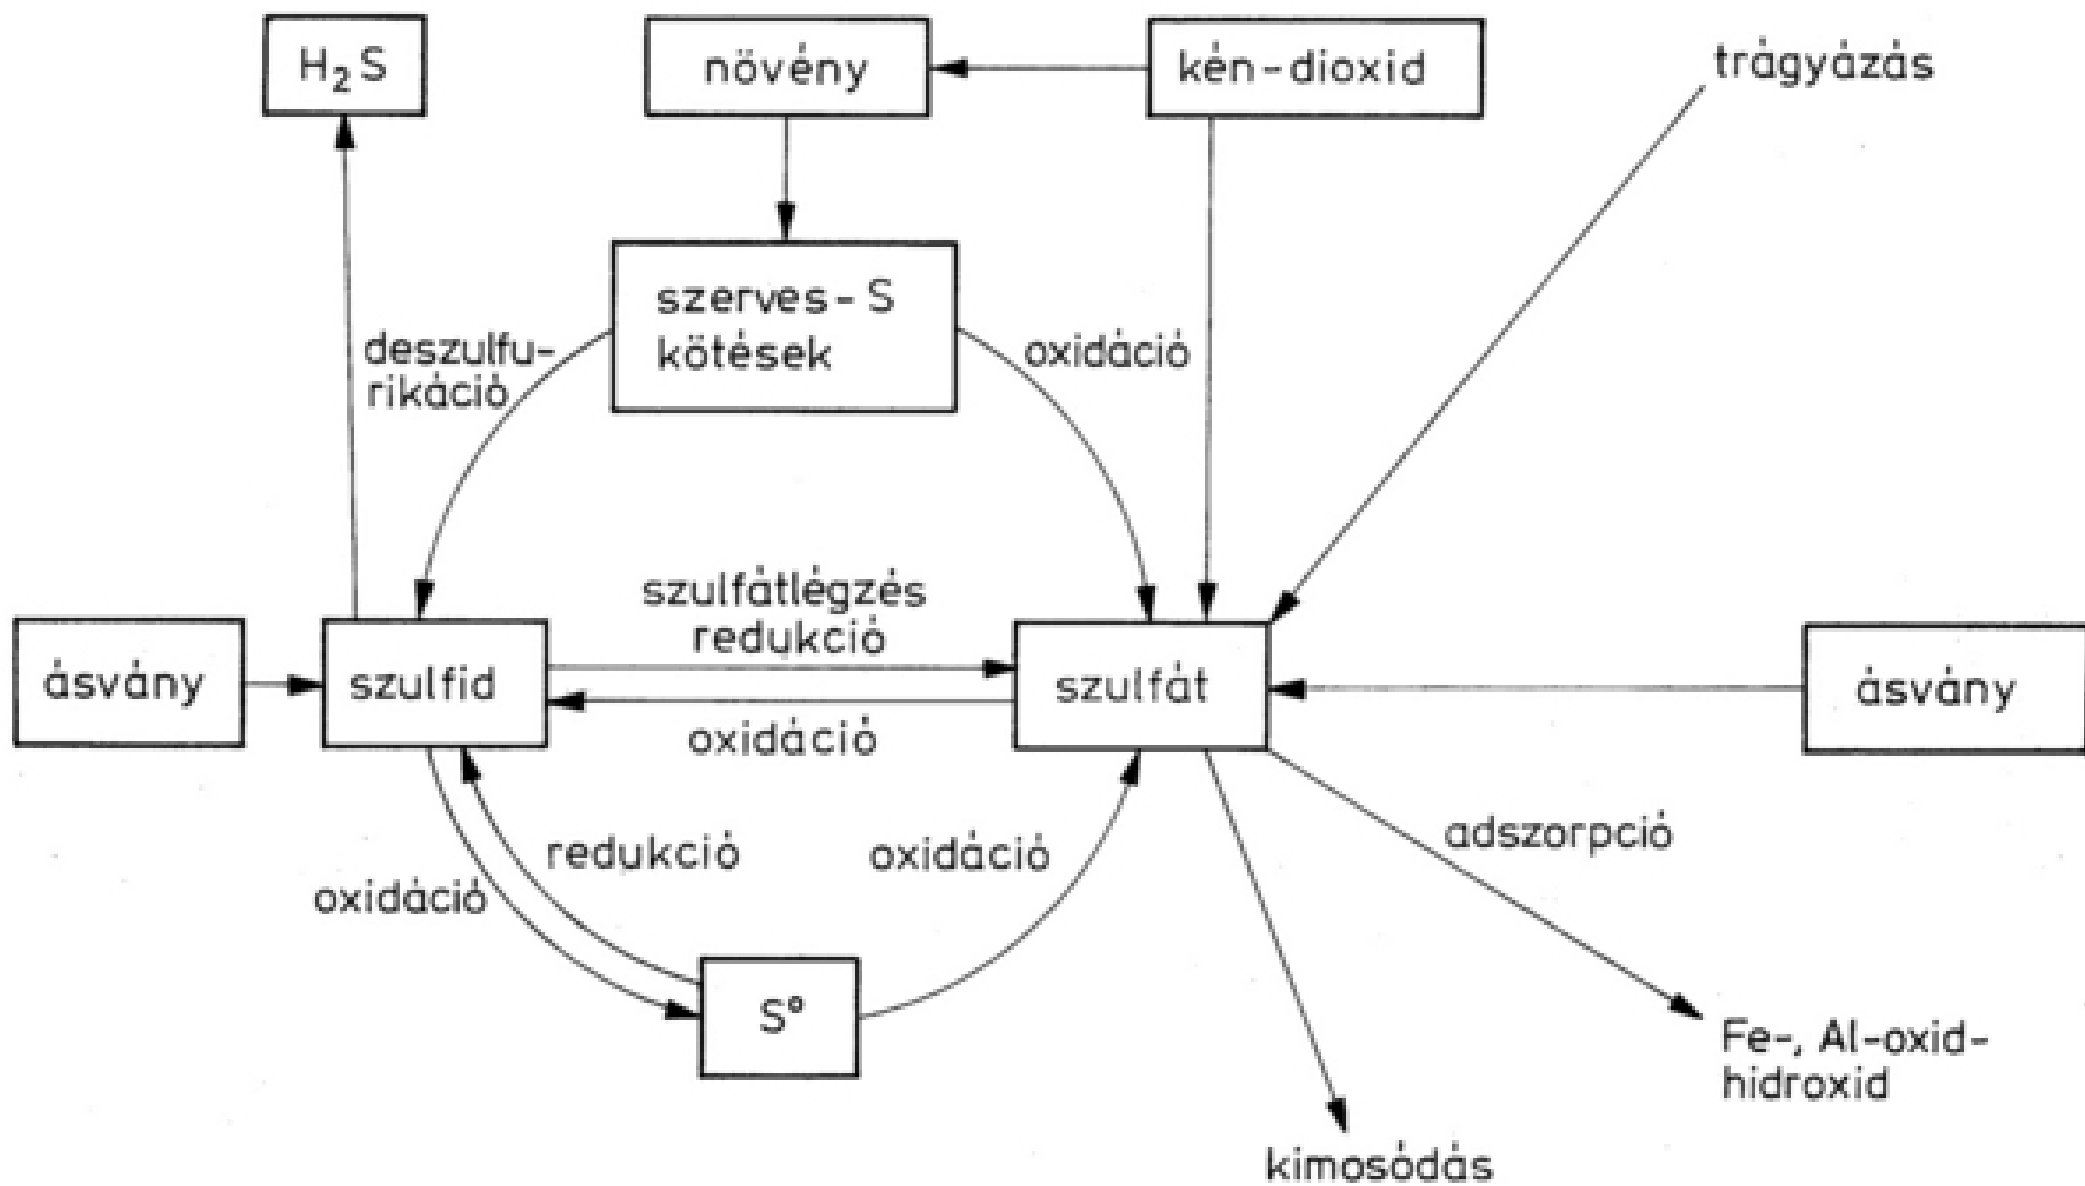 H₂S
növény
kén-dioxid
trágyázás
szerves-S
kötések
deszulfu-
rikáció
oxidáció
szulfátlégzés
redukció
ásvány
szulfid
szulfát
ásvány
oxidáció
redukció
oxidáció
oxidáció
adszorpció
S°
Fe-, Al-oxid-
hidroxid
kimosódás